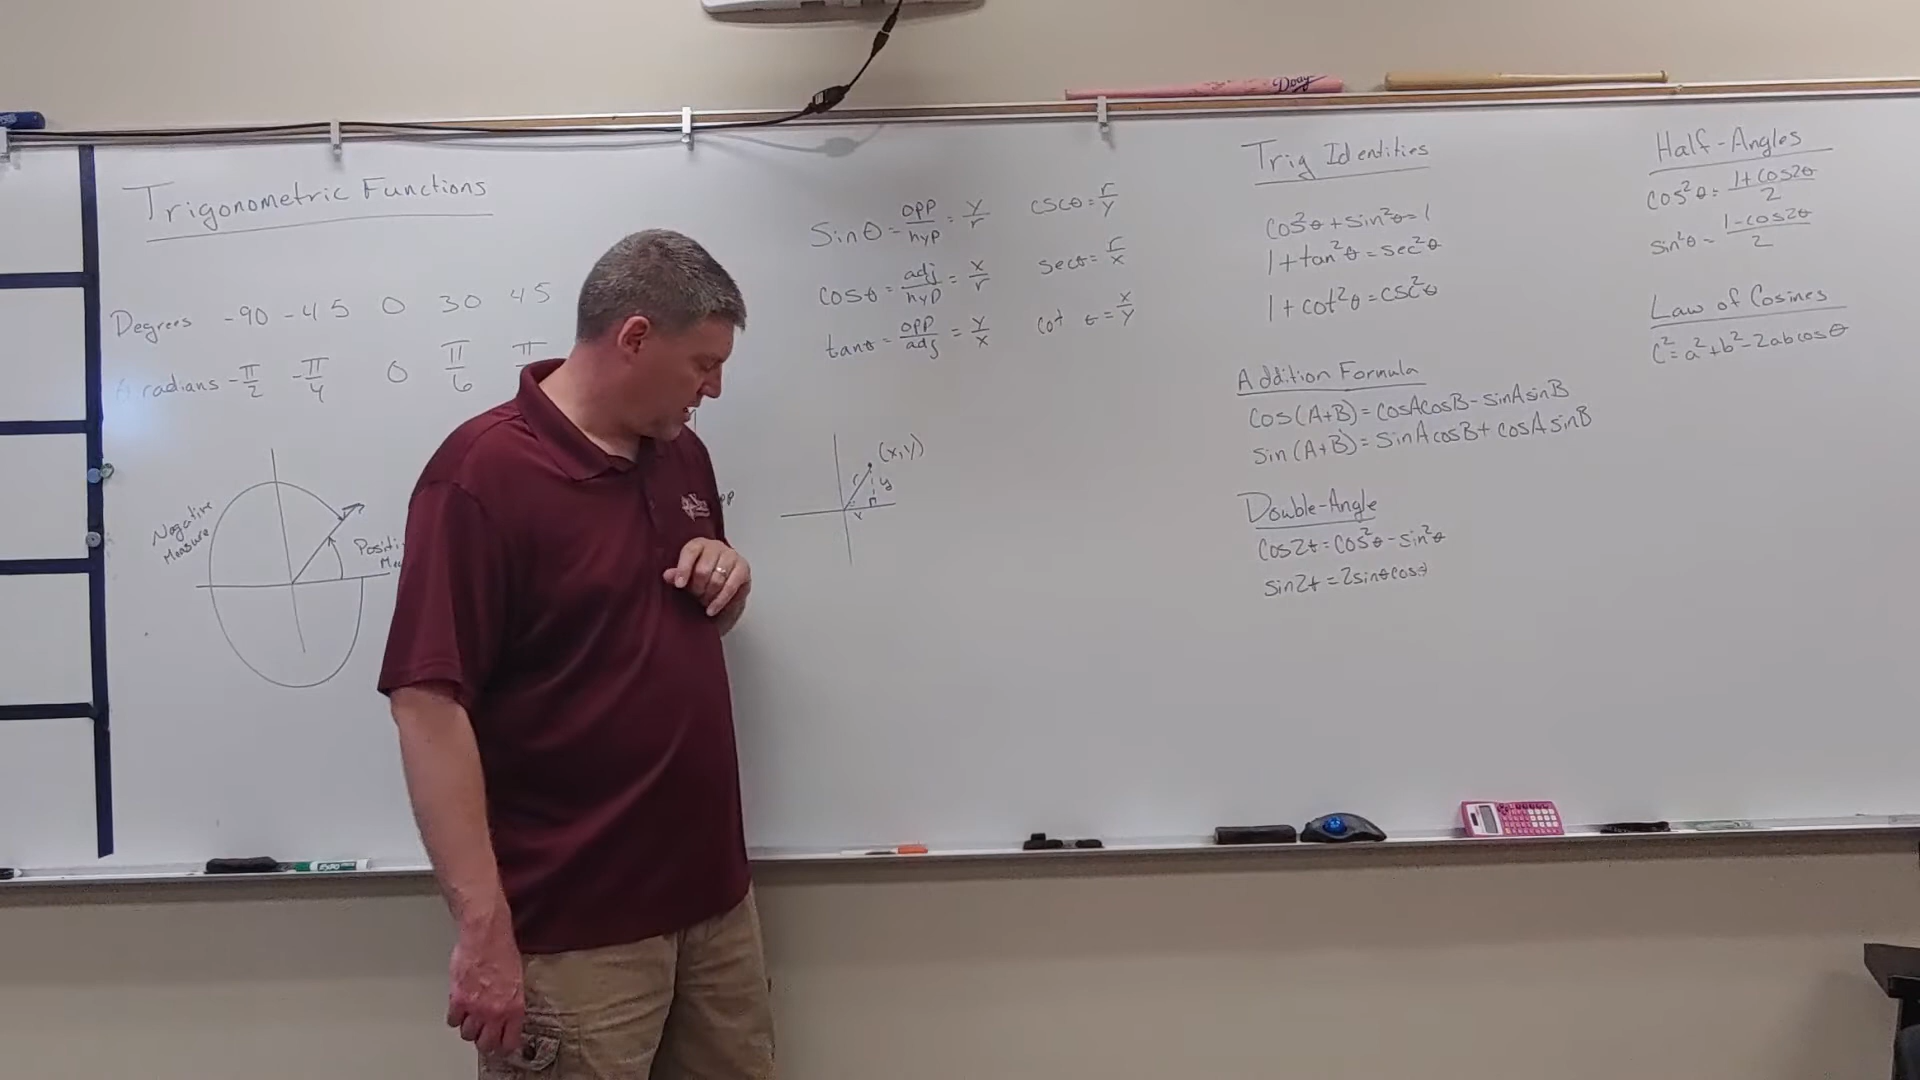 Trigonometric Functions
Degrees -90 -45 0 30 45
radians -π/2 -π/4 0 π/6 π
Negative
Measure
Positi
Me
Sinθ = opp/hyp = y/r cscθ = r/y
cosθ = adj/hyp = x/r secθ = r/x
tanθ = opp/adj = y/x cot θ = x/y
(x,y)
r
y
x
Trig Identities
cos²θ + sin²θ = 1
1 + tan²θ = sec²θ
1 + cot²θ = csc²θ
Addition Formula
cos(A+B) = cosAcosB - sinAsinB
sin(A+B) = sinAcosB + cosAsinB
Double-Angle
cos2θ = cos²θ - sin²θ
sin2θ = 2sinθcosθ
Half-Angles
cos²θ = 1+cos2θ/2
sin²θ = 1-cos2θ/2
Law of Cosines
c² = a² + b² - 2abcosθ
EXPO